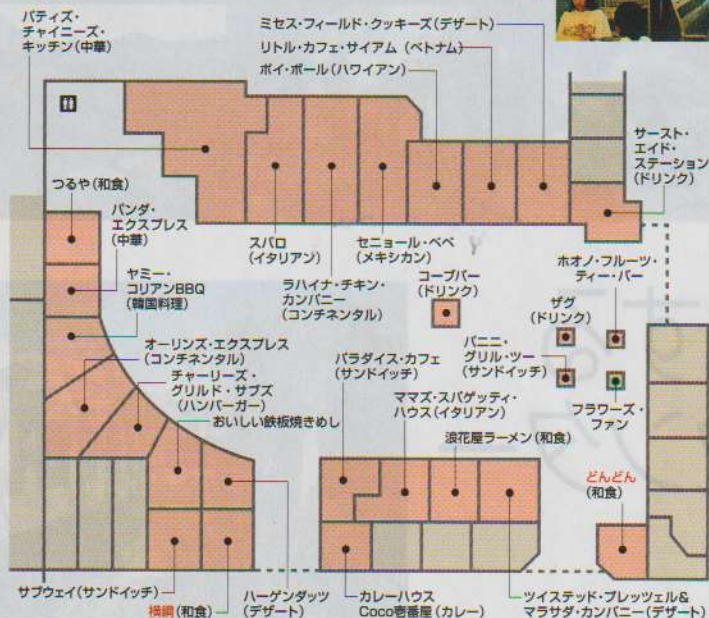 パティズ・
チャイニーズ・
キッチン(中華)
ミセス・フィールド・クッキーズ(デザート)
リトル・カフェ・サイアム (ベトナム)
ポイ・ボール(ハワイアン)
サースト・
エイド・
ステーション
(ドリンク)
つるや(和食)
パンダ・
エクスプレス
(中華)
ヤミー・
コリアンBBQ
(韓国料理)
スバロ
(イタリアン)
ラハイナ・チキン・
カンパニー
(コンチネンタル)
セニョール・ペペ
(メキシカン)
コーブバー
(ドリンク)
ホオノ・フルーツ・
ティー・バー
ザグ
(ドリンク)
パニニ・
グリル・ツー
(サンドイッチ)
フラワーズ・
ファン
オーリンズ・エクスプレス
(コンチネンタル)
チャーリーズ・
グリルド・サブズ
(ハンバーガー)
おいしい鉄板焼きめし
パラダイス・カフェ
(サンドイッチ)
ママズ・スパゲッティ・
ハウス(イタリアン)
浪花屋ラーメン(和食)
どんどん
(和食)
サブウェイ(サンドイッチ)
横綱(和食)
ハーゲンダッツ
(デザート)
カレーハウス
Coco壱番屋(カレー)
ツイステッド・プレッツェル&
マラサダ・カンパニー(デザート)